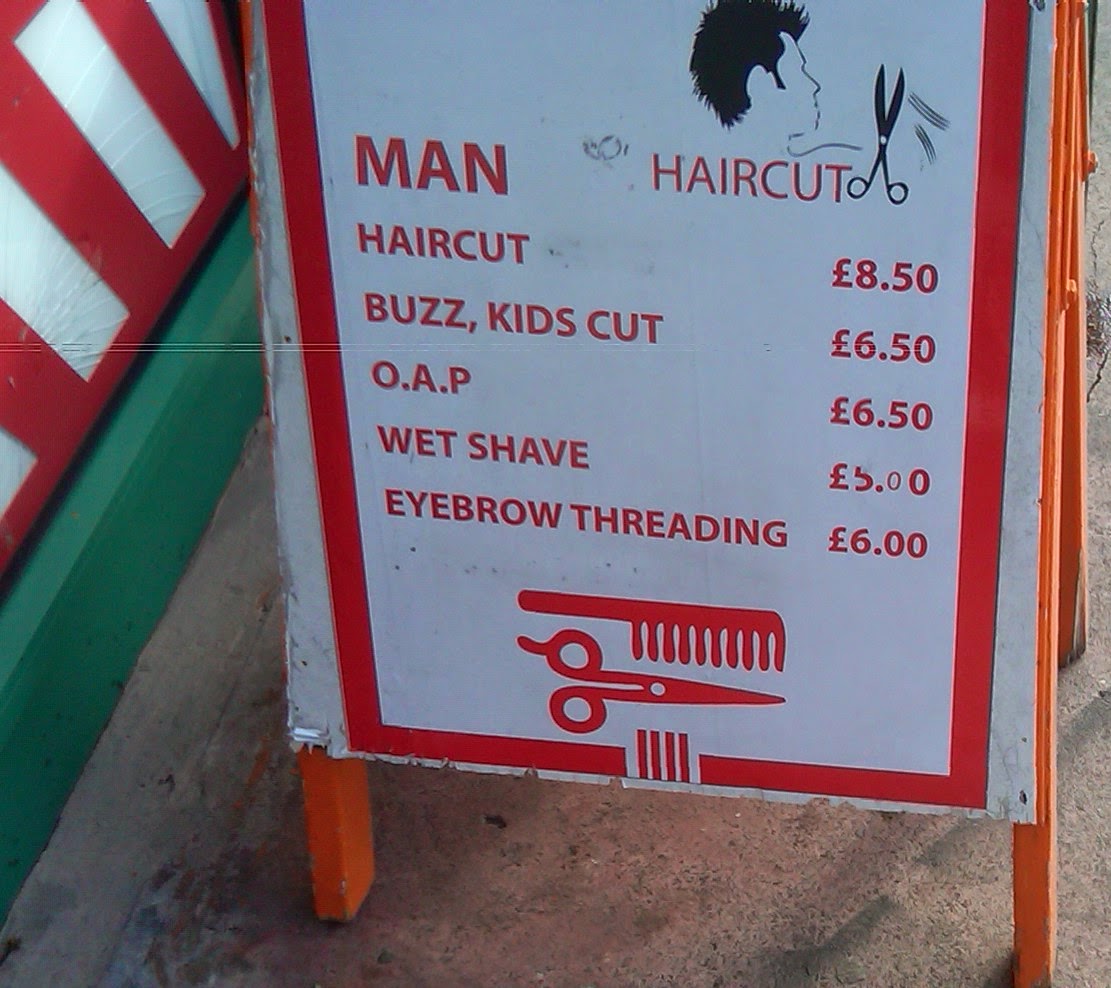 MAN HAIRCUT
HAIRCUT £8.50
BUZZ, KIDS CUT £6.50
O.A.P £6.50
WET SHAVE £5.00
EYEBROW THREADING £6.00